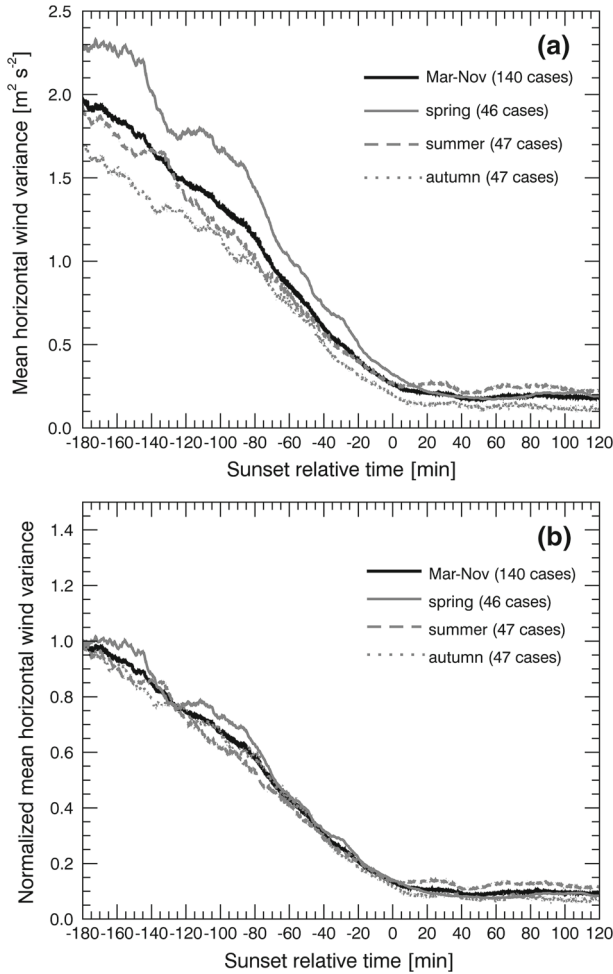 2.5
2.0
1.5
1.0
0.5
0.0
Mean horizontal wind variance [m² s⁻²]
(a)
Mar-Nov (140 cases)
spring (46 cases)
summer (47 cases)
autumn (47 cases)
-180 -160 -140 -120 -100 -80 -60 -40 -20 0 20 40 60 80 100 120
Sunset relative time [min]
1.4
1.2
1.0
0.8
0.6
0.4
0.2
0.0
Normalized mean horizontal wind variance
(b)
Mar-Nov (140 cases)
spring (46 cases)
summer (47 cases)
autumn (47 cases)
-180 -160 -140 -120 -100 -80 -60 -40 -20 0 20 40 60 80 100 120
Sunset relative time [min]